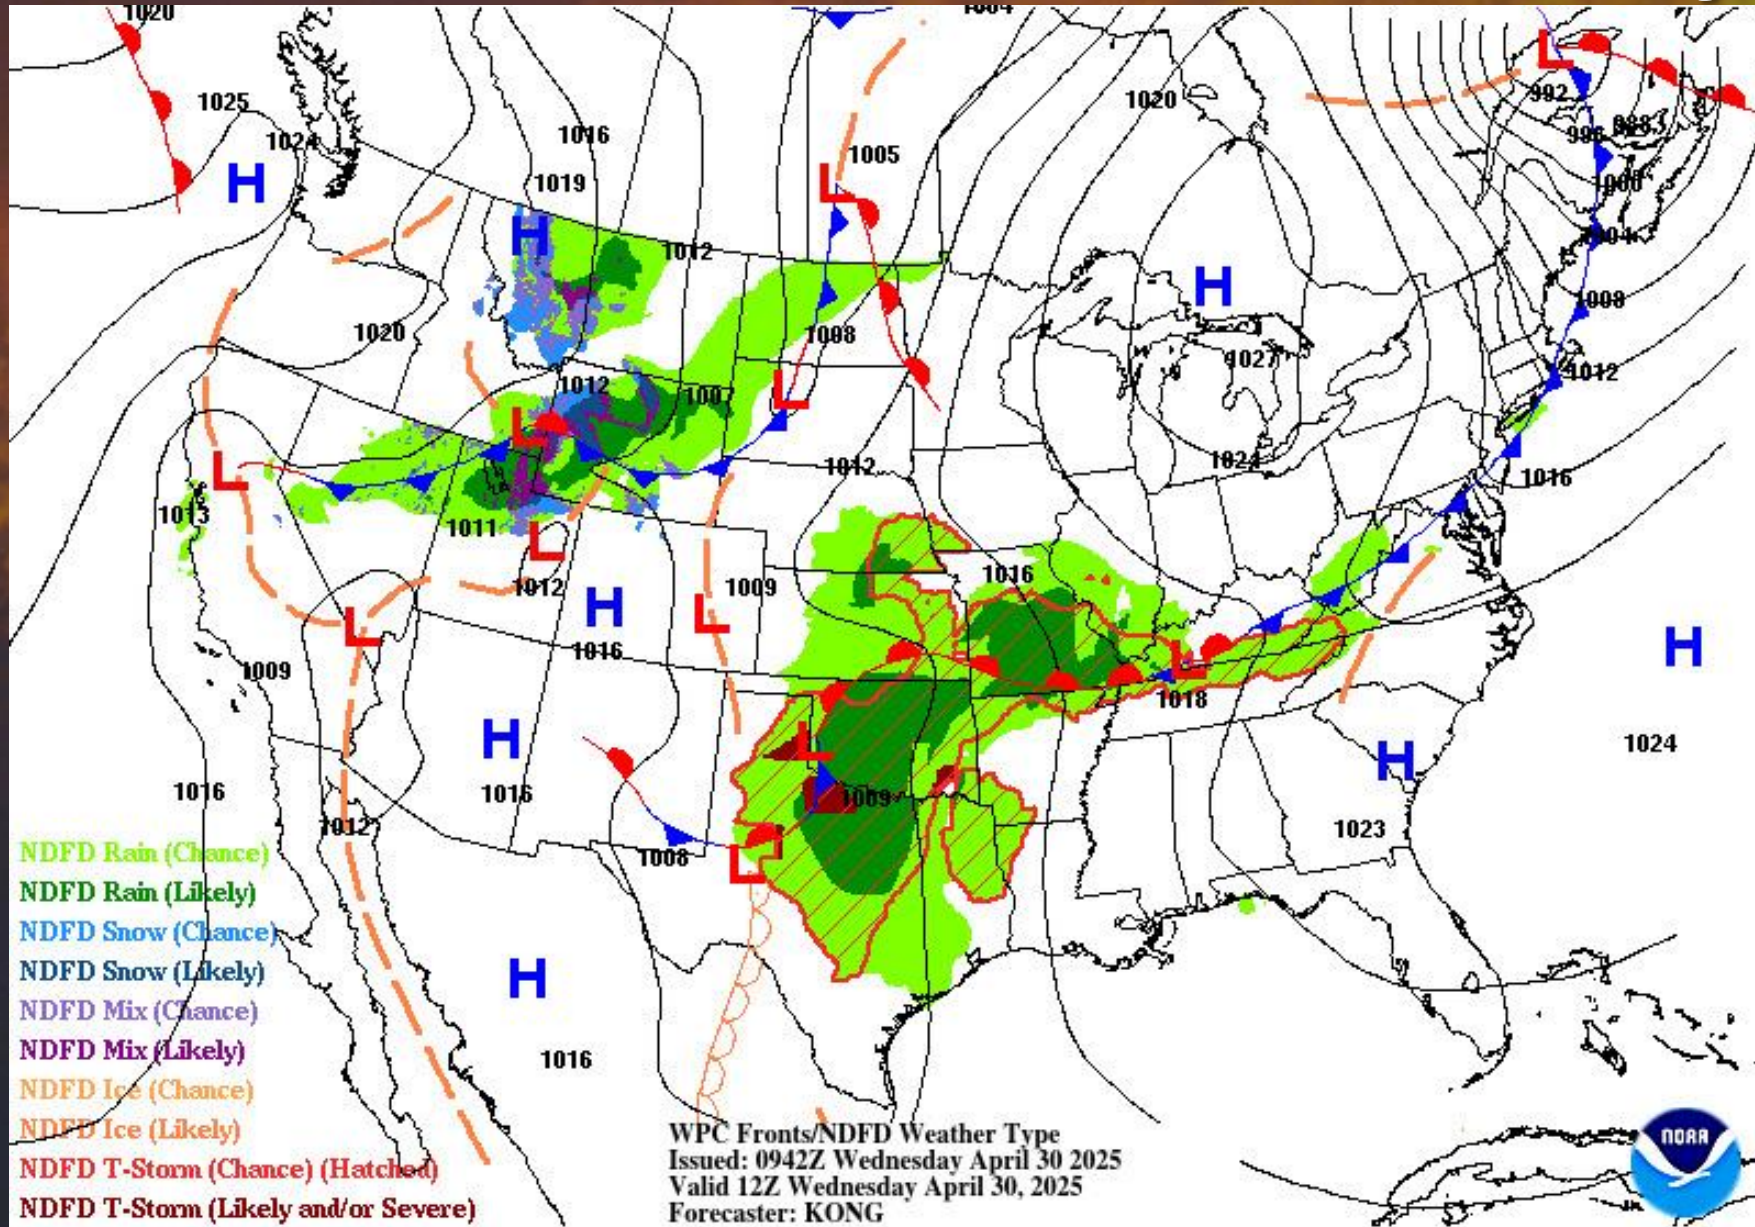 1020
1004
1025
1024
1016
1019
1005
1020
992
1000
1004
1012
1008
1012
1008
1020
1012
1027
1012
1024
1016
1013
1011
1012
1009
1016
1016
1009
1018
1024
1016
1016
1012
1008
1009
1023
1016
H
H
H
H
H
H
H
H
H
L
L
L
L
L
L
L
L
L
L
L
NDFD Rain (Chance)
NDFD Rain (Likely)
NDFD Snow (Chance)
NDFD Snow (Likely)
NDFD Mix (Chance)
NDFD Mix (Likely)
NDFD Ice (Chance)
NDFD Ice (Likely)
NDFD T-Storm (Chance) (Hatched)
NDFD T-Storm (Likely and/or Severe)
WPC Fronts/NDFD Weather Type
Issued: 0942Z Wednesday April 30 2025
Valid 12Z Wednesday April 30, 2025
Forecaster: KONG
NOAA